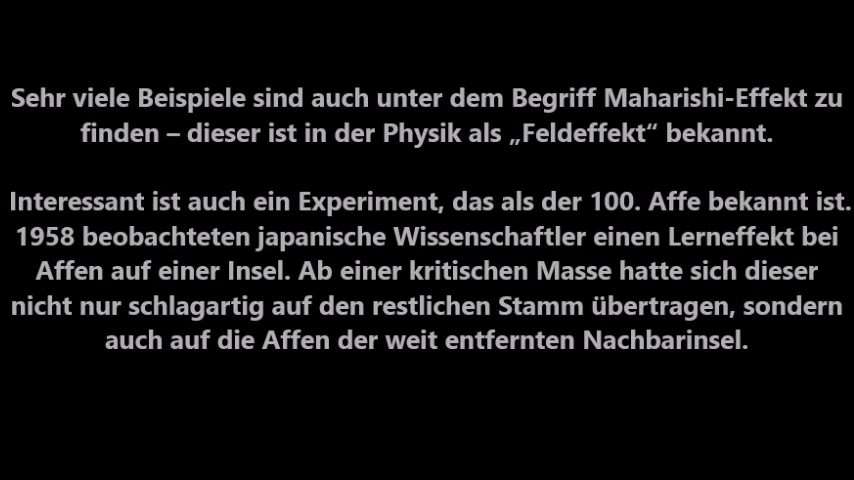 Sehr viele Beispiele sind auch unter dem Begriff Maharishi-Effekt zu
finden – dieser ist in der Physik als „Feldeffekt“ bekannt.
Interessant ist auch ein Experiment, das als der 100. Affe bekannt ist.
1958 beobachteten japanische Wissenschaftler einen Lerneffekt bei
Affen auf einer Insel. Ab einer kritischen Masse hatte sich dieser
nicht nur schlagartig auf den restlichen Stamm übertragen, sondern
auch auf die Affen der weit entfernten Nachbarinsel.